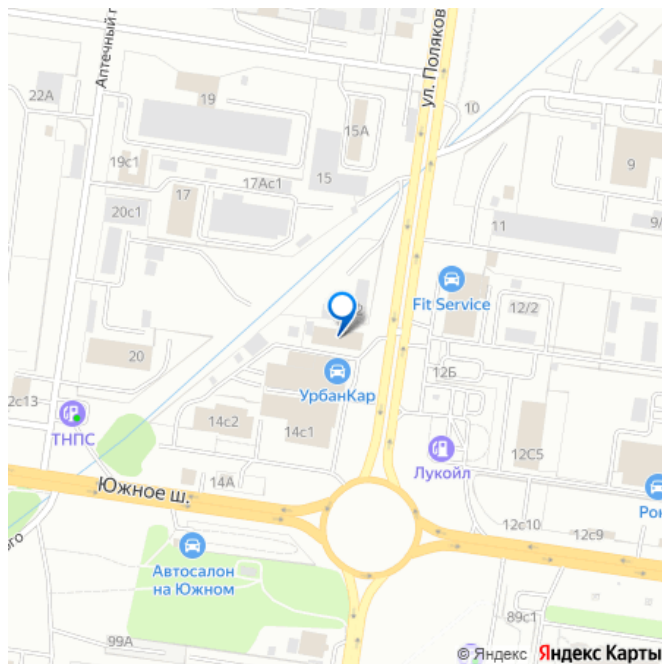 Аптечный п
ул. Поляков
22А
19
15А
10
9
19с1
17
17Ас1
15
20с1
11
9/
Fit Service
12/2
20
2с13
ТНПС
УрбанКар
12Б
14с2
14с1
Лукойл
12С5
Рон
14А
Южное ш.
12с10
12с9
ого
Автосалон
на Южном
99А
89с1
© Яндекс Яндекс Карты